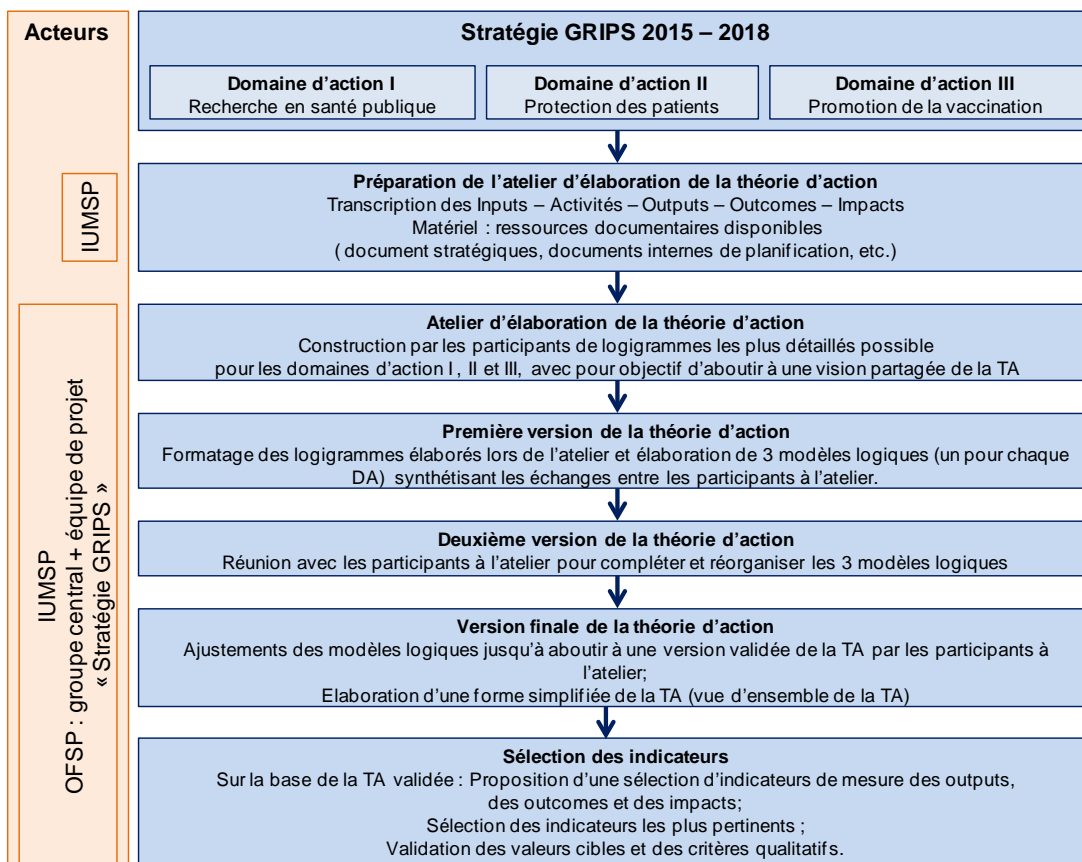 Acteurs
Stratégie GRIPS 2015 – 2018
Domaine d'action I
Recherche en santé publique
Domaine d'action II
Protection des patients
Domaine d'action III
Promotion de la vaccination
IUMSP
Préparation de l'atelier d'élaboration de la théorie d'action
Transcription des Inputs – Activités – Outputs – Outcomes – Impacts
Matériel : ressources documentaires disponibles
( document stratégiques, documents internes de planification, etc.)
IUMSP
OFSP : groupe central + équipe de projet
« Stratégie GRIPS »
Atelier d'élaboration de la théorie d'action
Construction par les participants de logigrammes les plus détaillés possible
pour les domaines d'action I , II et III, avec pour objectif d'aboutir à une vision partagée de la TA
Première version de la théorie d'action
Formatage des logigrammes élaborés lors de l'atelier et élaboration de 3 modèles logiques (un pour chaque
DA) synthétisant les échanges entre les participants à l'atelier.
Deuxième version de la théorie d'action
Réunion avec les participants à l'atelier pour compléter et réorganiser les 3 modèles logiques
Version finale de la théorie d'action
Ajustements des modèles logiques jusqu'à aboutir à une version validée de la TA par les participants à
l'atelier;
Elaboration d'une forme simplifiée de la TA (vue d'ensemble de la TA)
Sélection des indicateurs
Sur la base de la TA validée : Proposition d'une sélection d'indicateurs de mesure des outputs,
des outcomes et des impacts;
Sélection des indicateurs les plus pertinents ;
Validation des valeurs cibles et des critères qualitatifs.